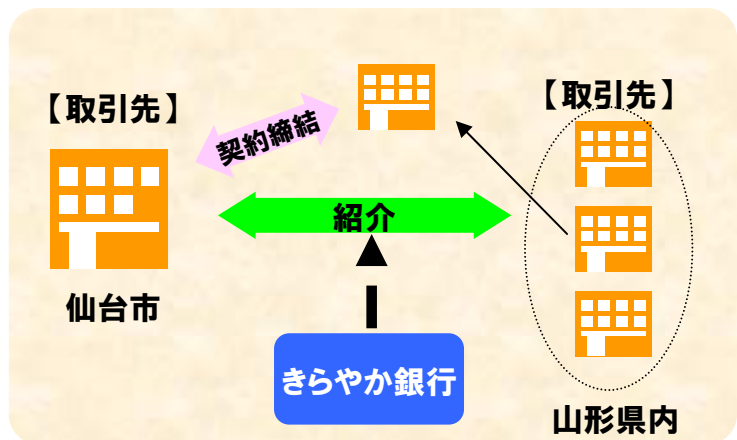 【取引先】
契約締結
【取引先】
紹介
仙台市
きらやか銀行
山形県内